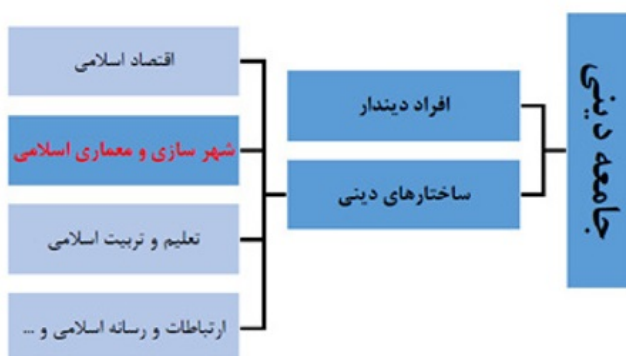 جامعه دینی
افراد دیندار
ساختارهای دینی
اقتصاد اسلامی
شهر سازی و معماری اسلامی
تعلیم و تربیت اسلامی
ارتباطات و رسانه اسلامی و ...